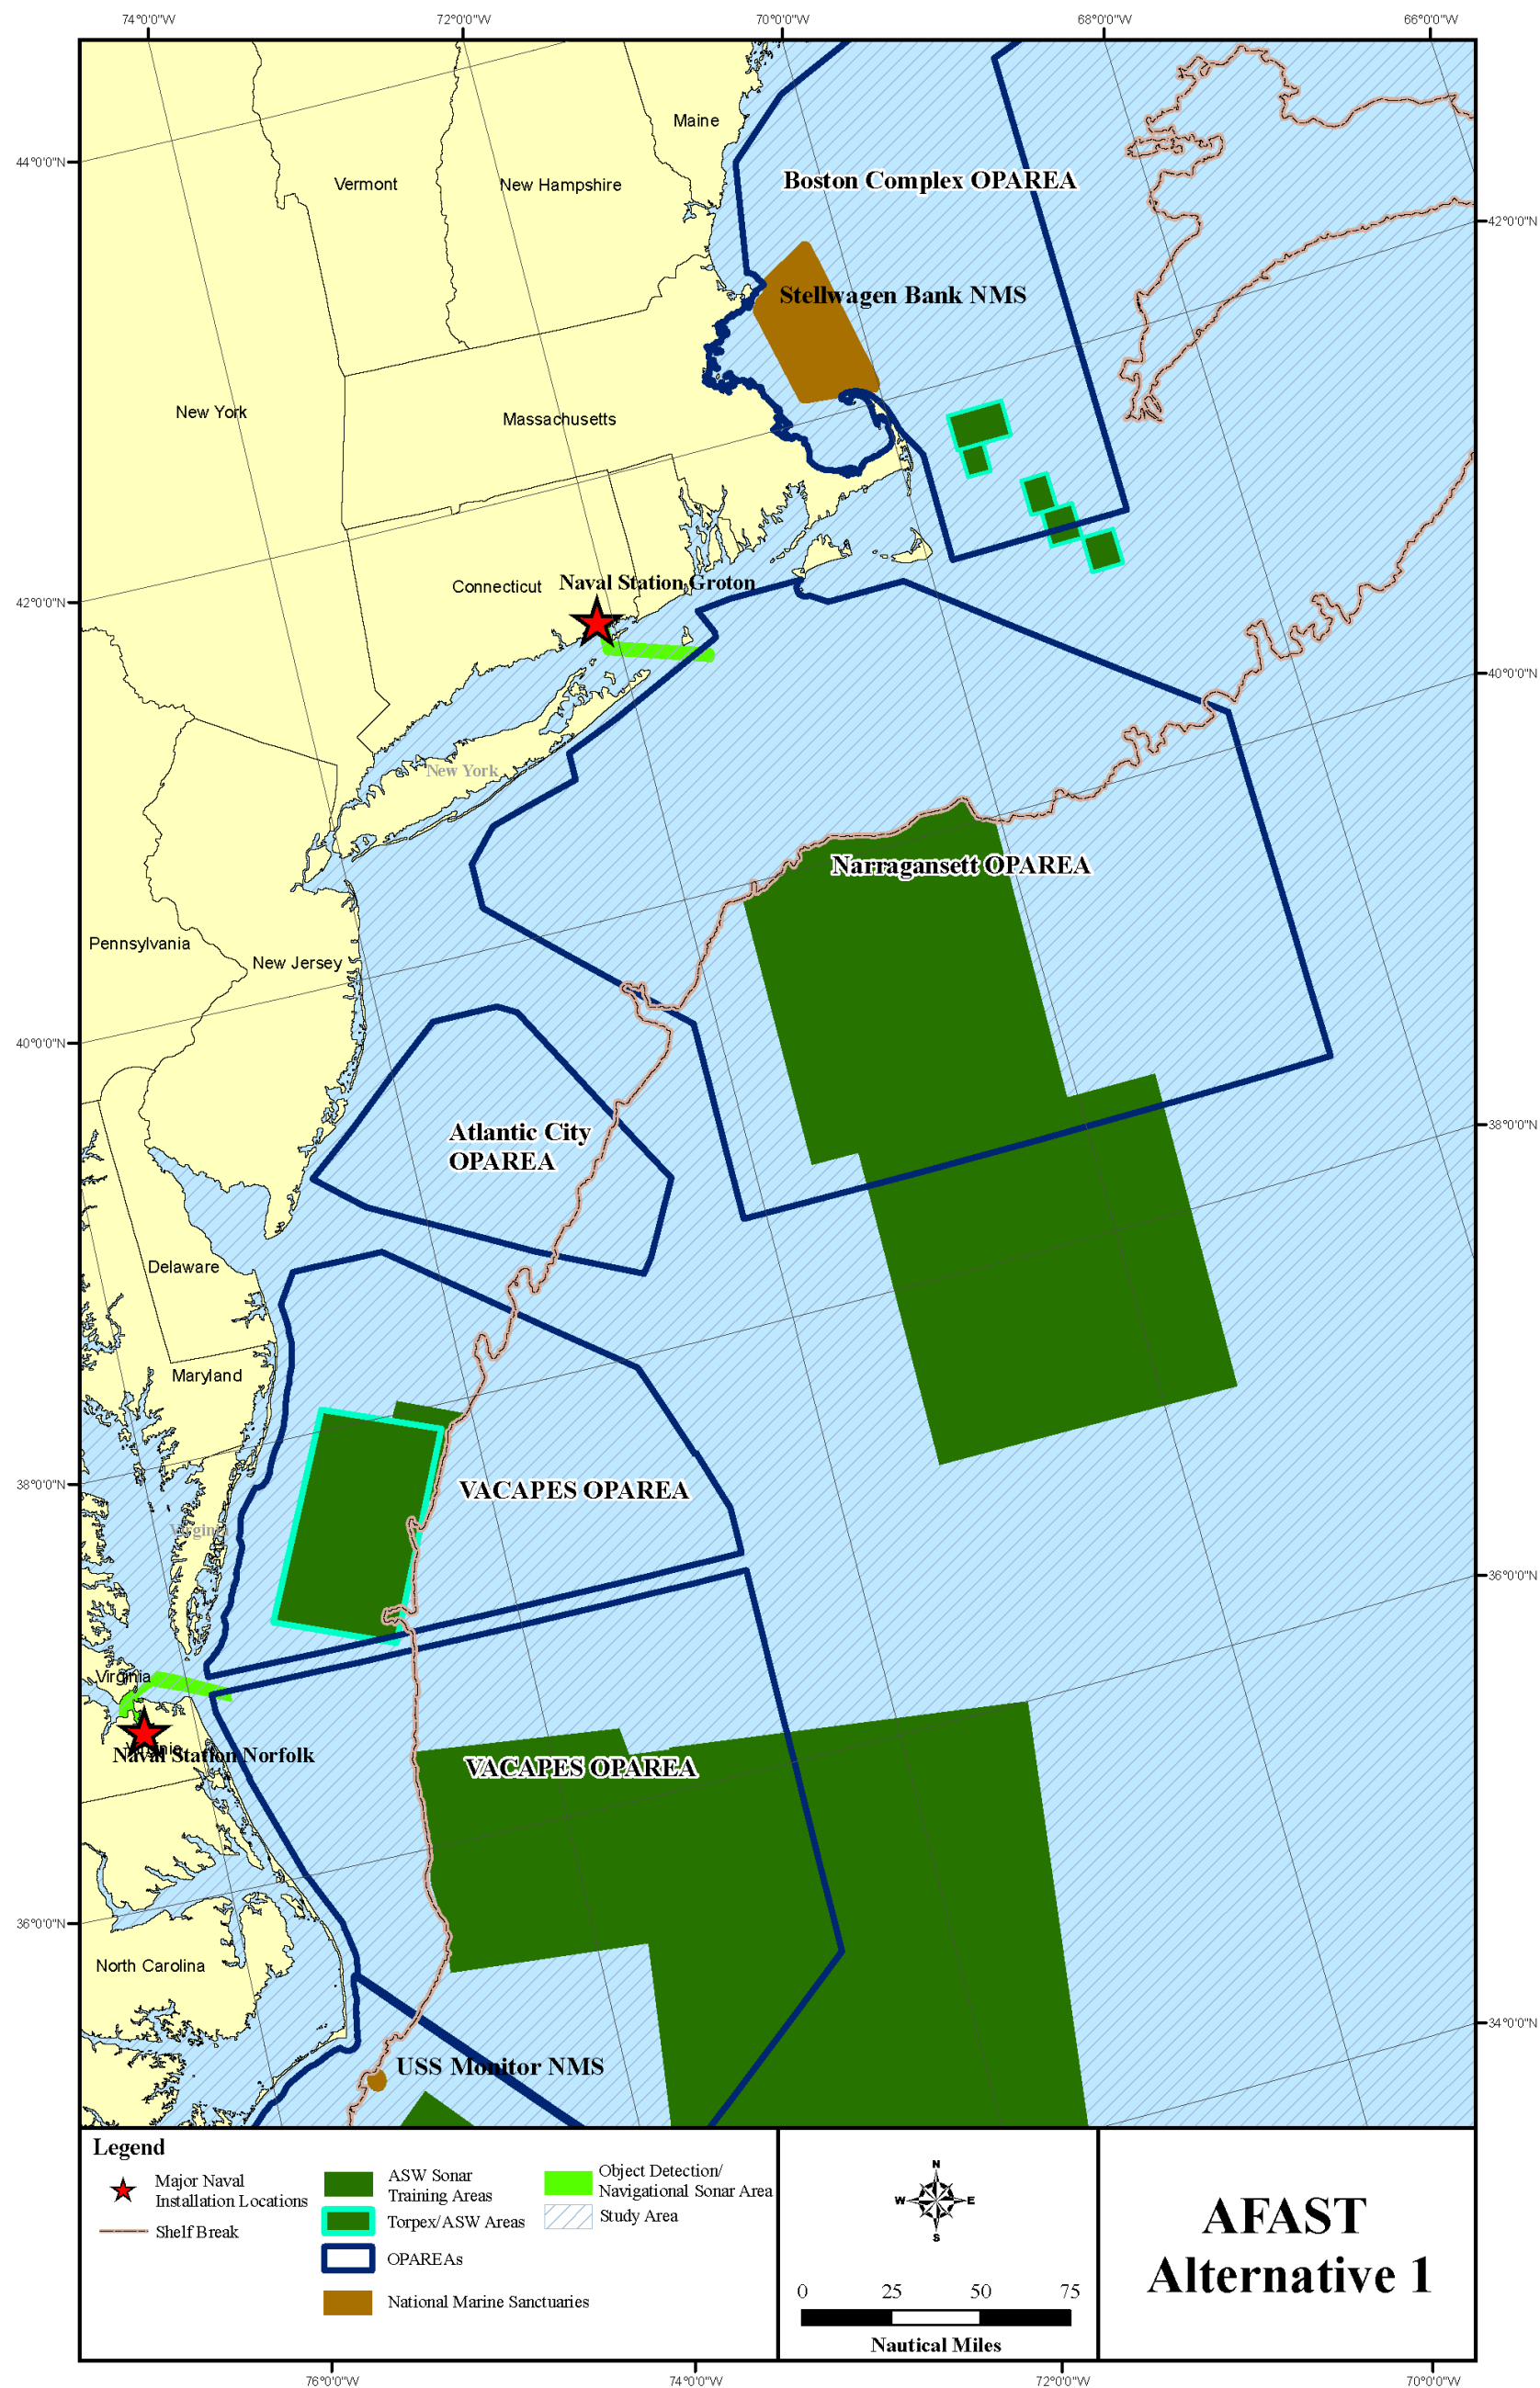 74°0'0"W
72°0'0"W
70°0'0"W
68°0'0"W
66°0'0"W
Maine
44°0'0"N
Vermont
New Hampshire
Boston Complex OPAREA
42°0'0"N
Stellwagen Bank NMS
New York
Massachusetts
Connecticut
Naval Station Groton
42°0'0"N
40°0'0"N
New York
Narragansett OPAREA
Pennsylvania
New Jersey
40°0'0"N
38°0'0"N
Atlantic City
OPAREA
Delaware
Maryland
38°0'0"N
VACAPES OPAREA
Virginia
36°0'0"N
Virginia
Virginia
Naval Station Norfolk
VACAPES OPAREA
36°0'0"N
North Carolina
34°0'0"N
USS Monitor NMS
Legend
Major Naval
Installation Locations
Shelf Break
ASW Sonar
Training Areas
Torpex/ASW Areas
OPAREAs
National Marine Sanctuaries
Object Detection/
Navigational Sonar Area
Study Area
N
W
E
S
0 25 50 75
Nautical Miles
AFAST
Alternative 1
76°0'0"W
74°0'0"W
72°0'0"W
70°0'0"W